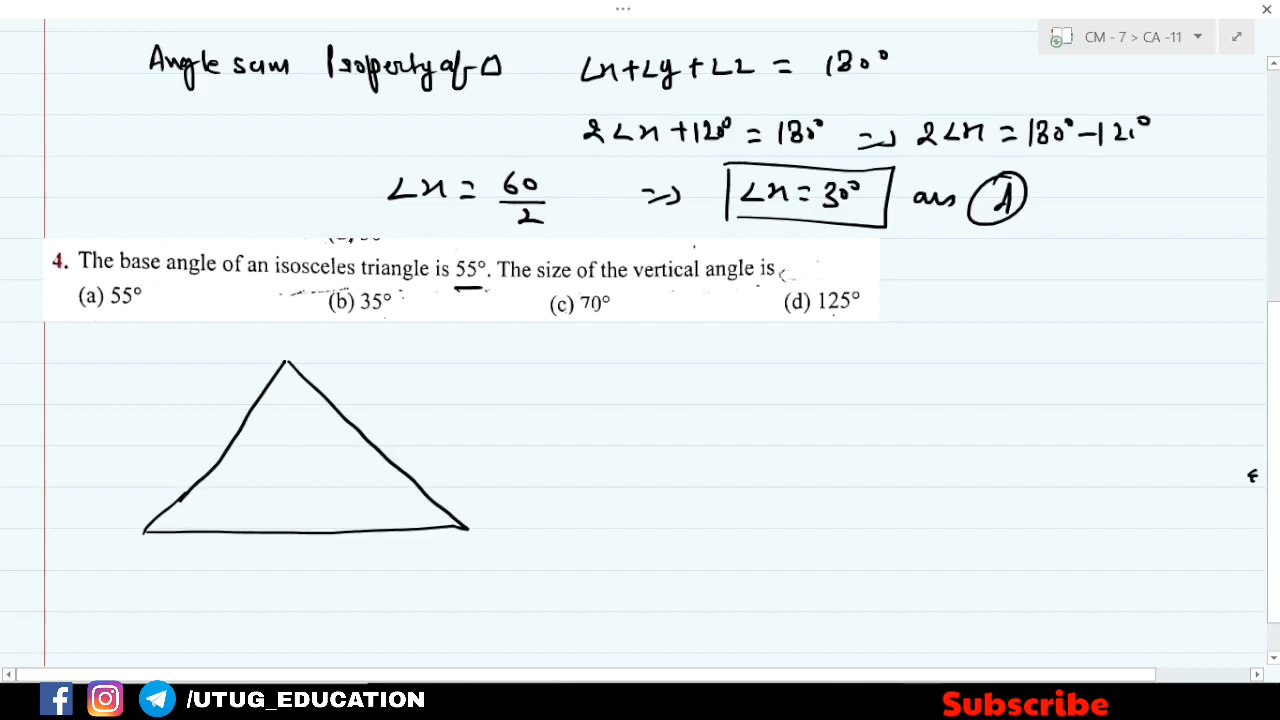 CM - 7 > CA -11
Angle sum Property of Δ ∠x+∠y+∠z = 180°
2∠x+120° = 180° => 2∠x = 180°-120°
∠x = 60/2 => ∠x = 30° ans A
4. The base angle of an isosceles triangle is 55°. The size of the vertical angle is
(a) 55° (b) 35° (c) 70° (d) 125°
/UTUG_EDUCATION
Subscribe